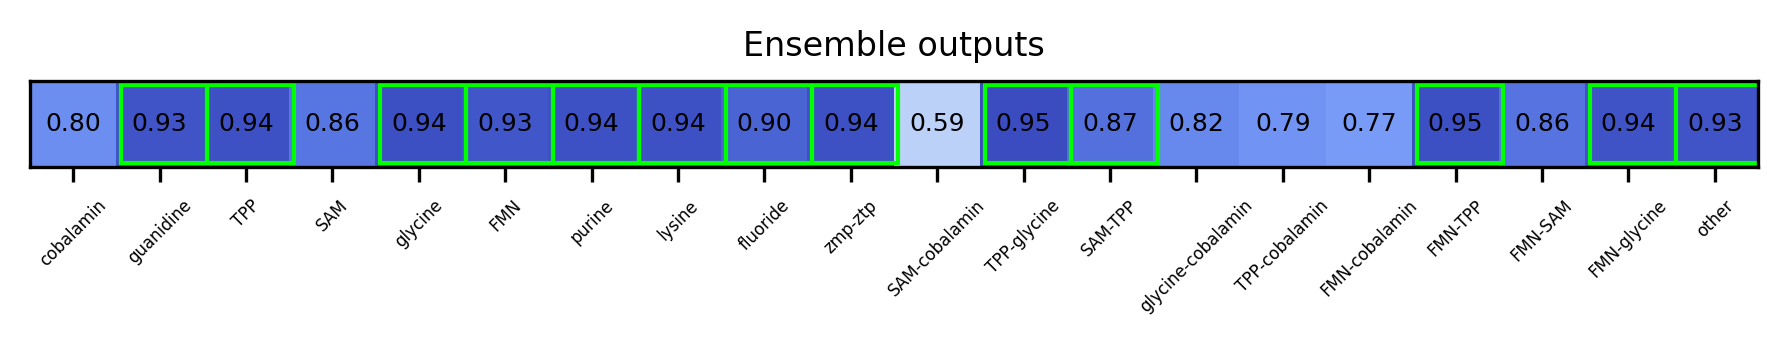 Ensemble outputs
0.80 0.93 0.94 0.86 0.94 0.93 0.94 0.94 0.90 0.94 0.59 0.95 0.87 0.82 0.79 0.77 0.95 0.86 0.94 0.93
cobalamin guanidine TPP SAM glycine FMN purine lysine fluoride zmp-ztp SAM-cobalamin TPP-glycine SAM-TPP glycine-cobalamin TPP-cobalamin FMN-cobalamin FMN-TPP FMN-SAM FMN-glycine other